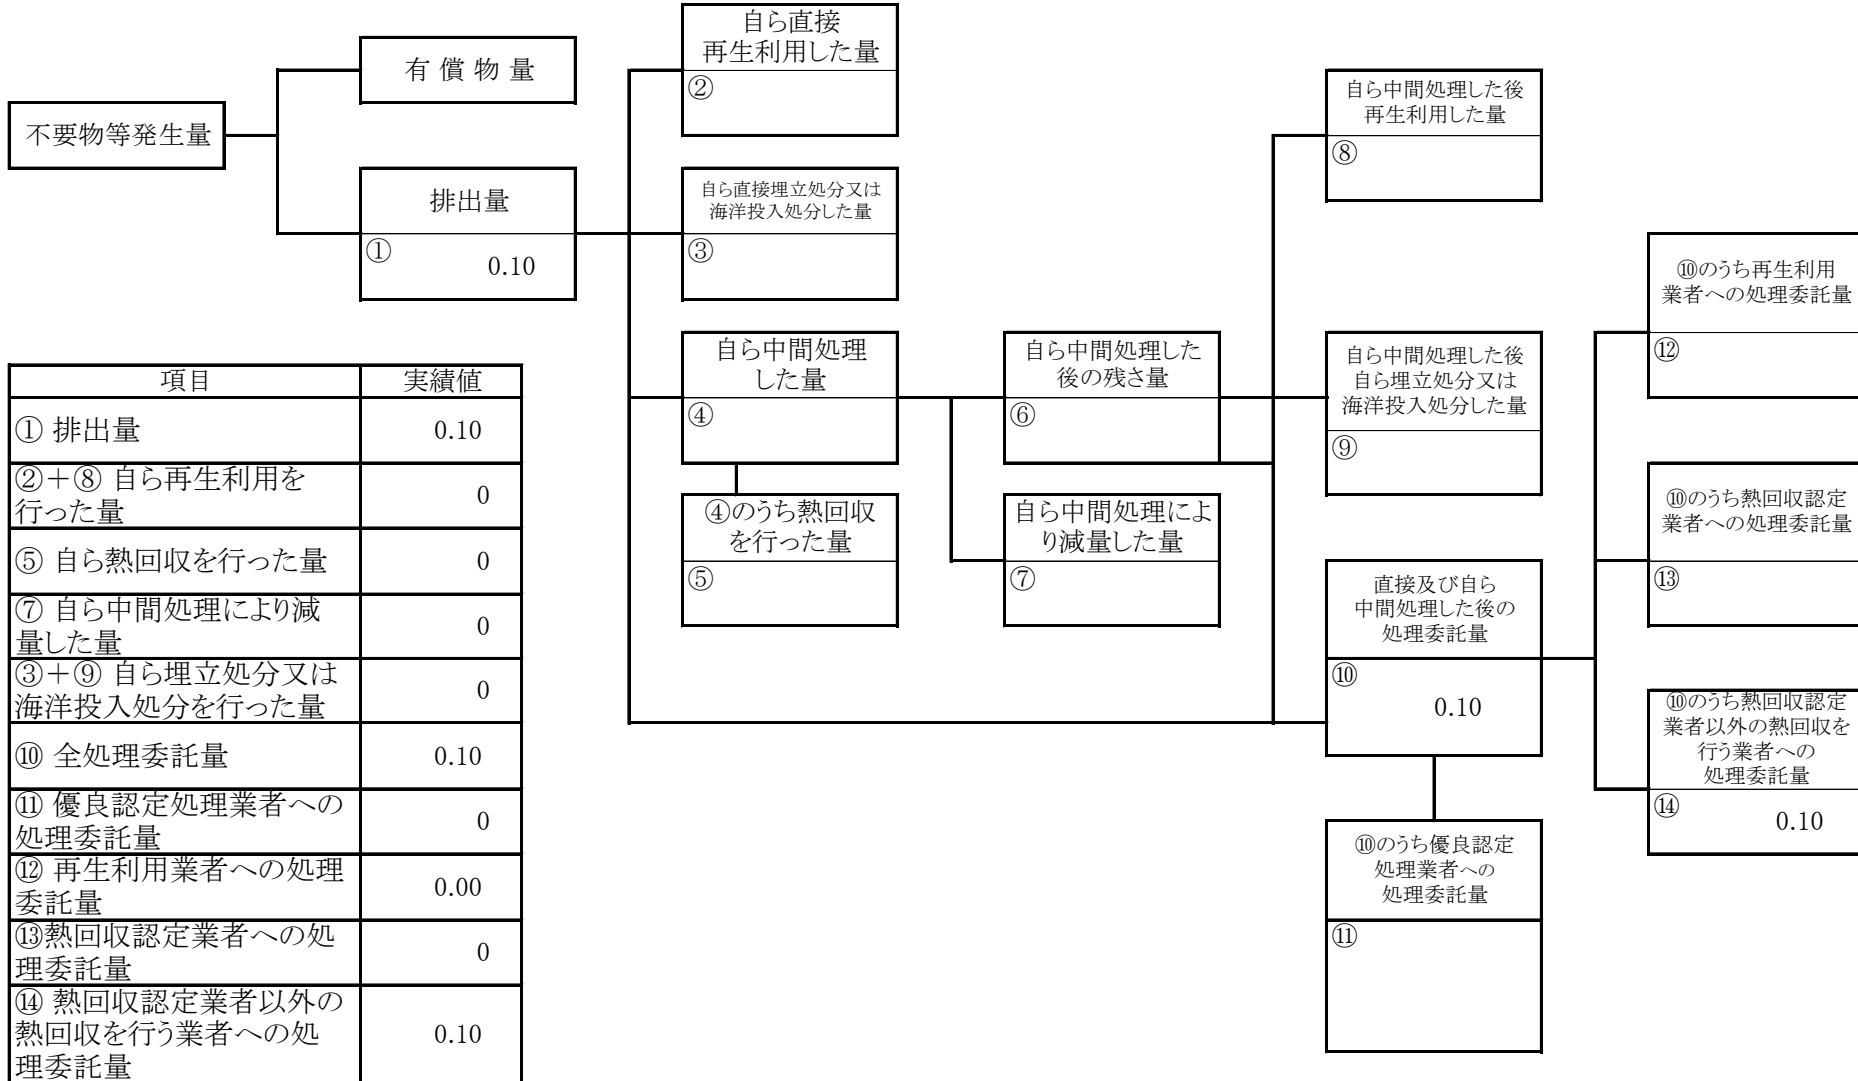 不要物等発生量
有 償 物 量
排出量
①
0.10
自ら直接
再生利用した量
②
自ら直接埋立処分又は
海洋投入処分した量
③
自ら中間処理
した量
④
④のうち熱回収
を行った量
⑤
自ら中間処理した
後の残さ量
⑥
自ら中間処理によ
り減量した量
⑦
自ら中間処理した後
再生利用した量
⑧
自ら中間処理した後
自ら埋立処分又は
海洋投入処分した量
⑨
直接及び自ら
中間処理した後の
処理委託量
⑩
0.10
⑩のうち優良認定
処理業者への
処理委託量
⑪
⑩のうち再生利用
業者への処理委託量
⑫
⑩のうち熱回収認定
業者への処理委託量
⑬
⑩のうち熱回収認定
業者以外の熱回収を
行う業者への
処理委託量
⑭
0.10
項目 実績値
① 排出量 0.10
②+⑧ 自ら再生利用を
行った量 0
⑤ 自ら熱回収を行った量 0
⑦ 自ら中間処理により減
量した量 0
③+⑨ 自ら埋立処分又は
海洋投入処分を行った量 0
⑩ 全処理委託量 0.10
⑪ 優良認定処理業者への
処理委託量 0
⑫ 再生利用業者への処理
委託量 0.00
⑬熱回収認定業者への処
理委託量 0
⑭ 熱回収認定業者以外の
熱回収を行う業者への処
理委託量 0.10